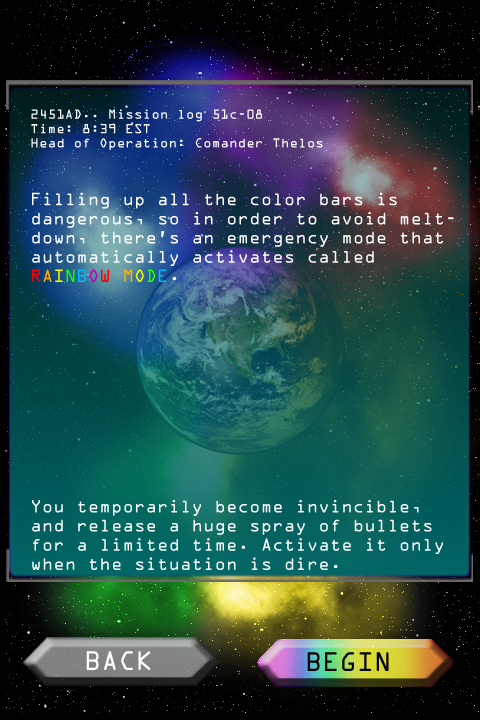 2451AD.. Mission log 51c-08
Time: 8:39 EST
Head of Operation: Comander Thelos
Filling up all the color bars is
dangerous, so in order to avoid melt-
down, there's an emergency mode that
automatically activates called
RAINBOW MODE.
You temporarily become invincible,
and release a huge spray of bullets
for a limited time. Activate it only
when the situation is dire.
BACK
BEGIN